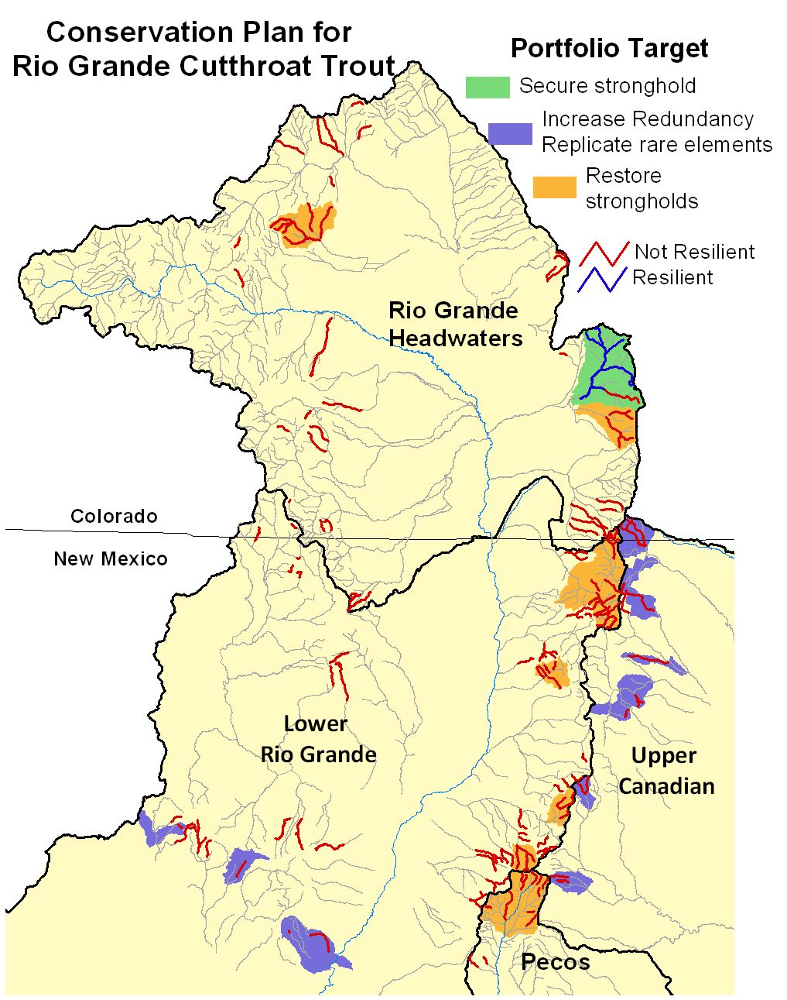 Conservation Plan for
Rio Grande Cutthroat Trout
Portfolio Target
Secure stronghold
Increase Redundancy
Replicate rare elements
Restore
strongholds
Not Resilient
Resilient
Rio Grande
Headwaters
Colorado
New Mexico
Lower
Rio Grande
Upper
Canadian
Pecos